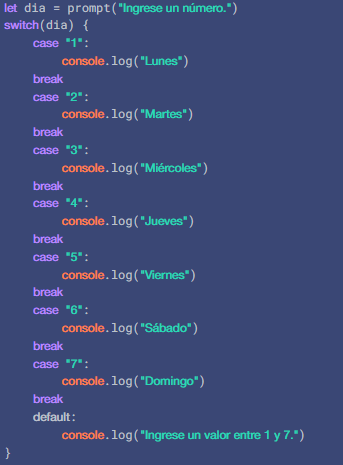 let dia = prompt("Ingrese un número.")
switch(dia) {
case "1":
console.log("Lunes")
break
case "2":
console.log("Martes")
break
case "3":
console.log("Miércoles")
break
case "4":
console.log("Jueves")
break
case "5":
console.log("Viernes")
break
case "6":
console.log("Sábado")
break
case "7":
console.log("Domingo")
break
default:
console.log("Ingrese un valor entre 1 y 7.")
}